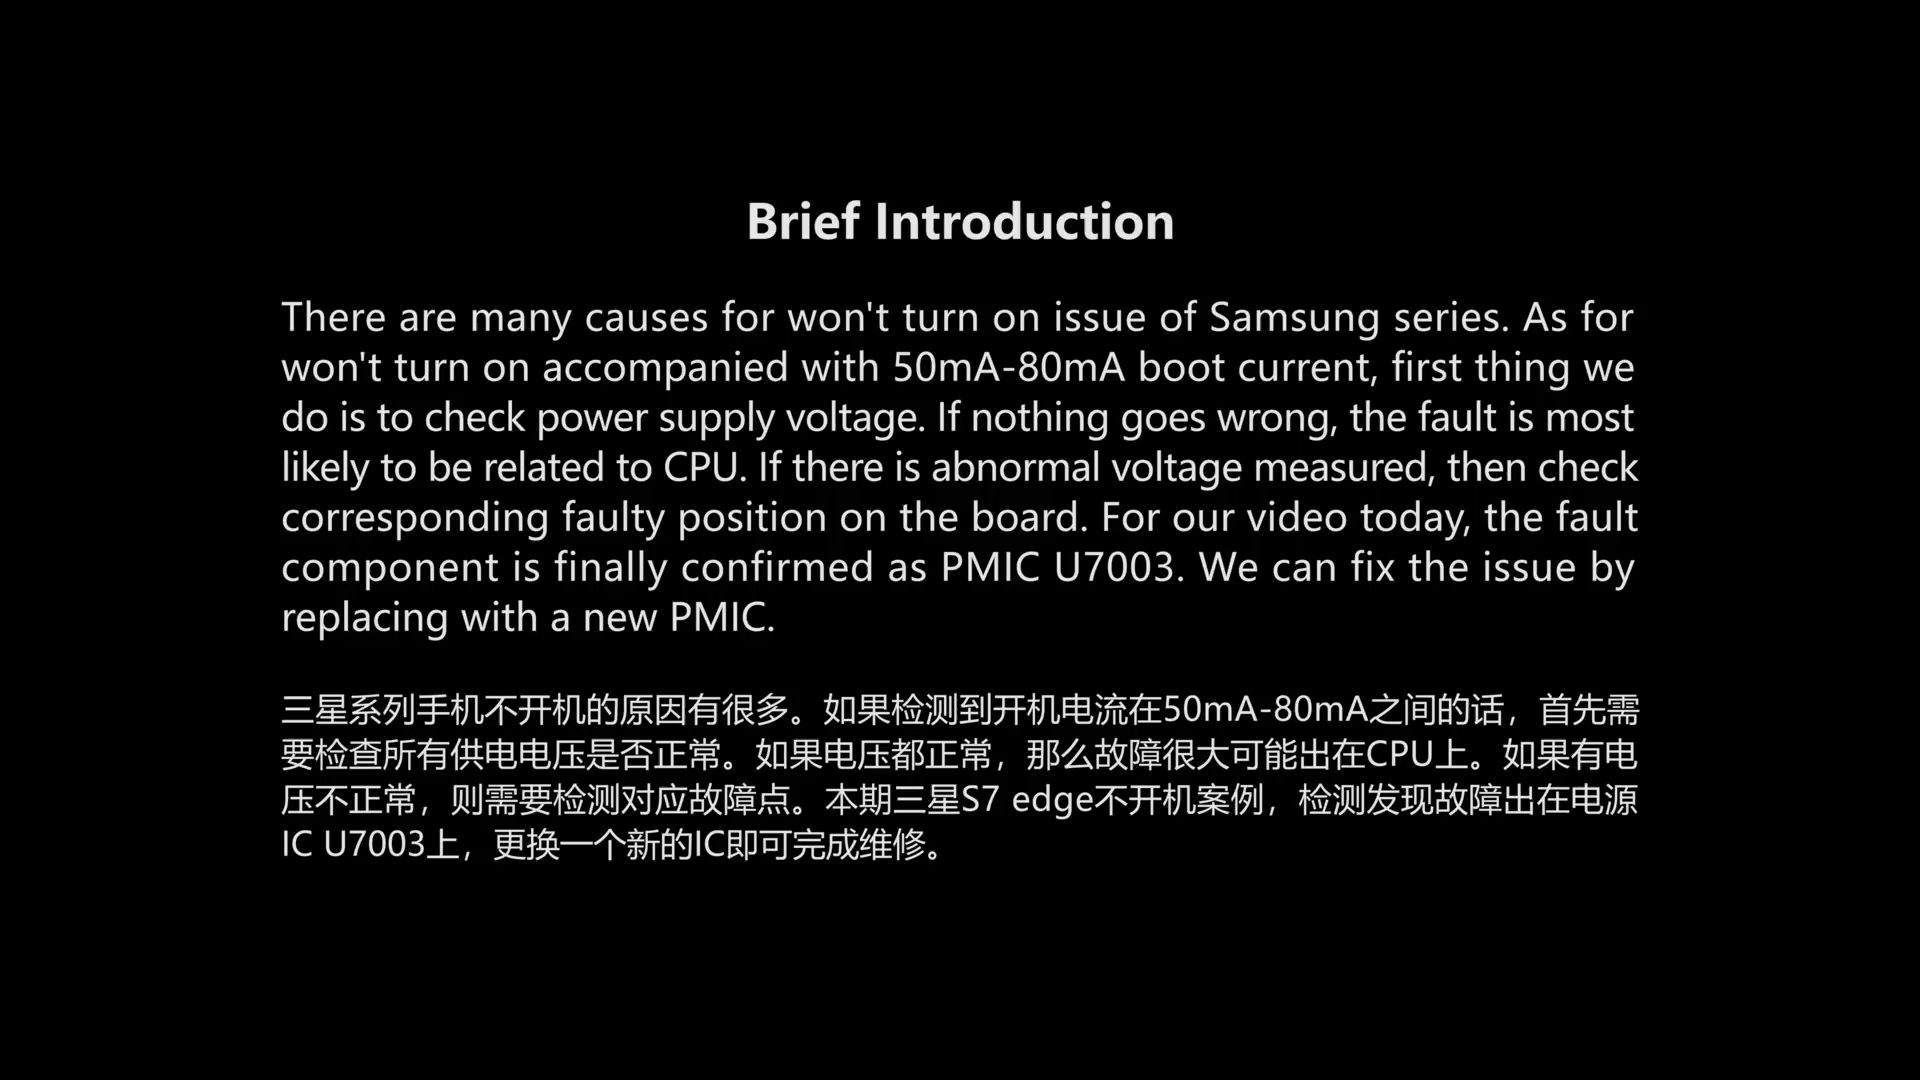 Brief Introduction
There are many causes for won't turn on issue of Samsung series. As for
won't turn on accompanied with 50mA-80mA boot current, first thing we
do is to check power supply voltage. If nothing goes wrong, the fault is most
likely to be related to CPU. If there is abnormal voltage measured, then check
corresponding faulty position on the board. For our video today, the fault
component is finally confirmed as PMIC U7003. We can fix the issue by
replacing with a new PMIC.
三星系列手机不开机的原因有很多。如果检测到开机电流在50mA-80mA之间的话，首先需
要检查所有供电电压是否正常。如果电压都正常，那么故障很大可能出在CPU上。如果有电
压不正常，则需要检测对应故障点。本期三星S7 edge不开机案例，检测发现故障出在电源
IC U7003上，更换一个新的IC即可完成维修。